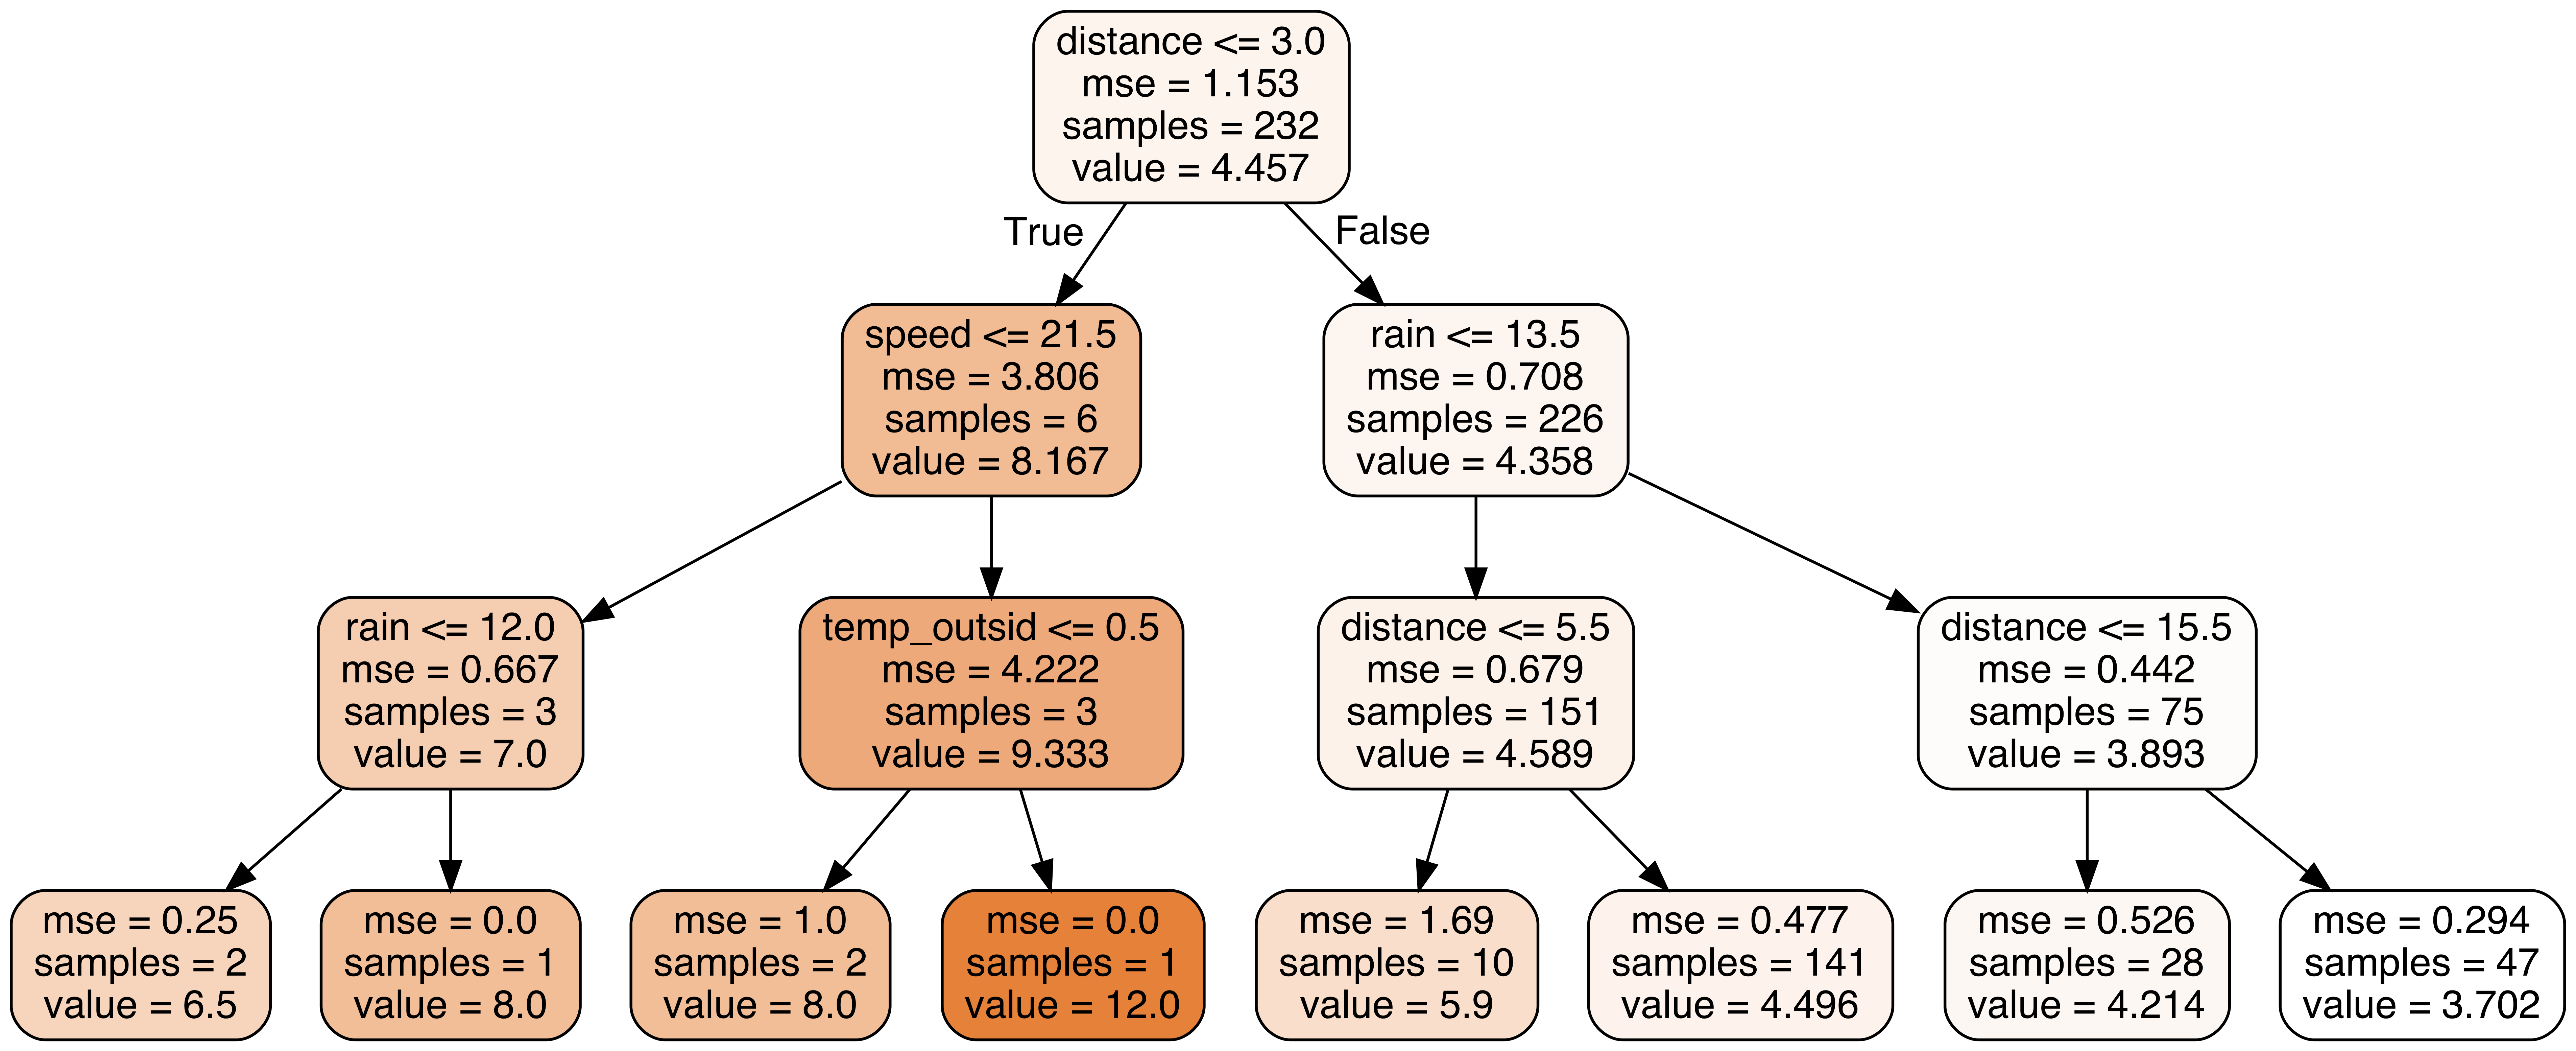 distance <= 3.0
mse = 1.153
samples = 232
value = 4.457
True
False
speed <= 21.5
mse = 3.806
samples = 6
value = 8.167
rain <= 13.5
mse = 0.708
samples = 226
value = 4.358
rain <= 12.0
mse = 0.667
samples = 3
value = 7.0
temp_outsid <= 0.5
mse = 4.222
samples = 3
value = 9.333
distance <= 5.5
mse = 0.679
samples = 151
value = 4.589
distance <= 15.5
mse = 0.442
samples = 75
value = 3.893
mse = 0.25
samples = 2
value = 6.5
mse = 0.0
samples = 1
value = 8.0
mse = 1.0
samples = 2
value = 8.0
mse = 0.0
samples = 1
value = 12.0
mse = 1.69
samples = 10
value = 5.9
mse = 0.477
samples = 141
value = 4.496
mse = 0.526
samples = 28
value = 4.214
mse = 0.294
samples = 47
value = 3.702